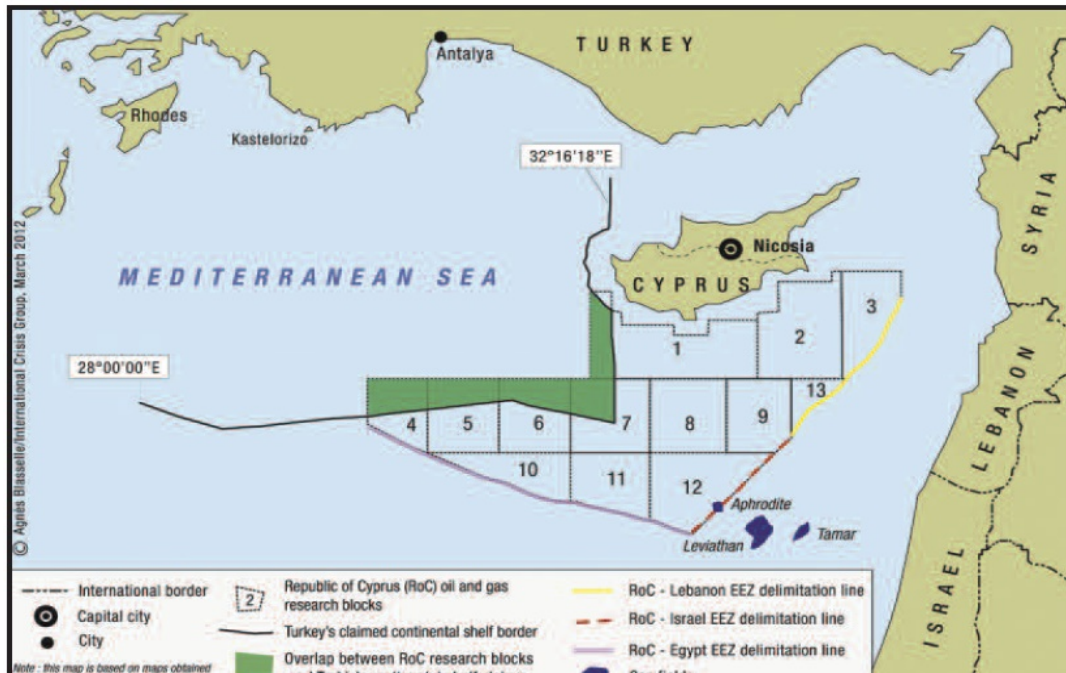 TURKEY
Antalya
Rhodes
Kastelorizo
32°16'18"E
SYRIA
Nicosia
CYPRUS
MEDITERRANEAN SEA
3
2
1
28°00'00"E
13
4
5
6
7
8
9
LEBANON
10
11
12
Aphrodite
Leviathan
Tamar
ISRAEL
© Agnès Blasselle/International Crisis Group, March 2012
International border
Capital city
City
Note : this map is based on maps obtained
2
Republic of Cyprus (RoC) oil and gas
research blocks
Turkey's claimed continental shelf border
Overlap between RoC research blocks
RoC - Lebanon EEZ delimitation line
RoC - Israel EEZ delimitation line
RoC - Egypt EEZ delimitation line